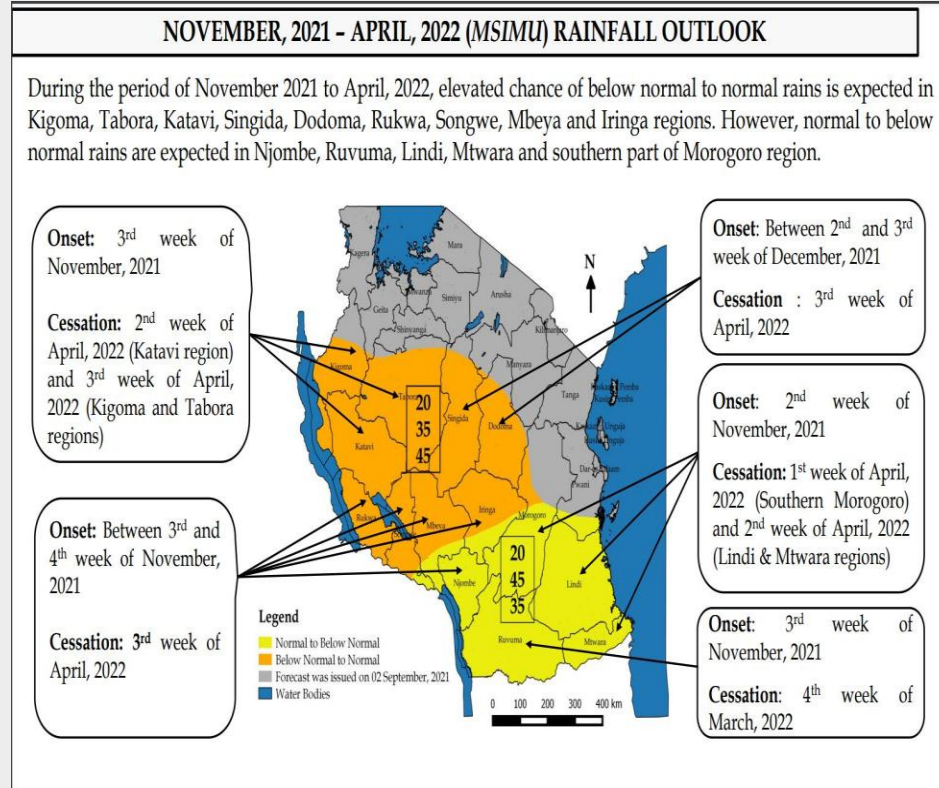 NOVEMBER, 2021 – APRIL, 2022 (MSIMU) RAINFALL OUTLOOK
During the period of November 2021 to April, 2022, elevated chance of below normal to normal rains is expected in
Kigoma, Tabora, Katavi, Singida, Dodoma, Rukwa, Songwe, Mbeya and Iringa regions. However, normal to below
normal rains are expected in Njombe, Ruvuma, Lindi, Mtwara and southern part of Morogoro region.
Onset: 3rd week of
November, 2021
Cessation: 2nd week of
April, 2022 (Katavi region)
and 3rd week of April,
2022 (Kigoma and Tabora
regions)
Onset: Between 3rd and
4th week of November,
2021
Cessation: 3rd week of
April, 2022
Onset: Between 2nd and 3rd
week of December, 2021
Cessation : 3rd week of
April, 2022
Onset: 2nd week of
November, 2021
Cessation: 1st week of April,
2022 (Southern Morogoro)
and 2nd week of April, 2022
(Lindi & Mtwara regions)
Onset: 3rd week of
November, 2021
Cessation: 4th week of
March, 2022
N
Kagera
Mara
Simiyu
Arusha
Geita
Shinyanga
Kilimanjaro
Manyara
Kigoma
Tanga
Singida
Dodoma
Katavi
20
35
45
Pwani
Rukwa
Mbeya
Iringa
Morogoro
Njombe
20
45
35
Lindi
Ruvuma
Mtwara
Legend
Normal to Below Normal
Below Normal to Normal
Forecast was issued on 02 September, 2021
Water Bodies
0 100 200 300 400 km